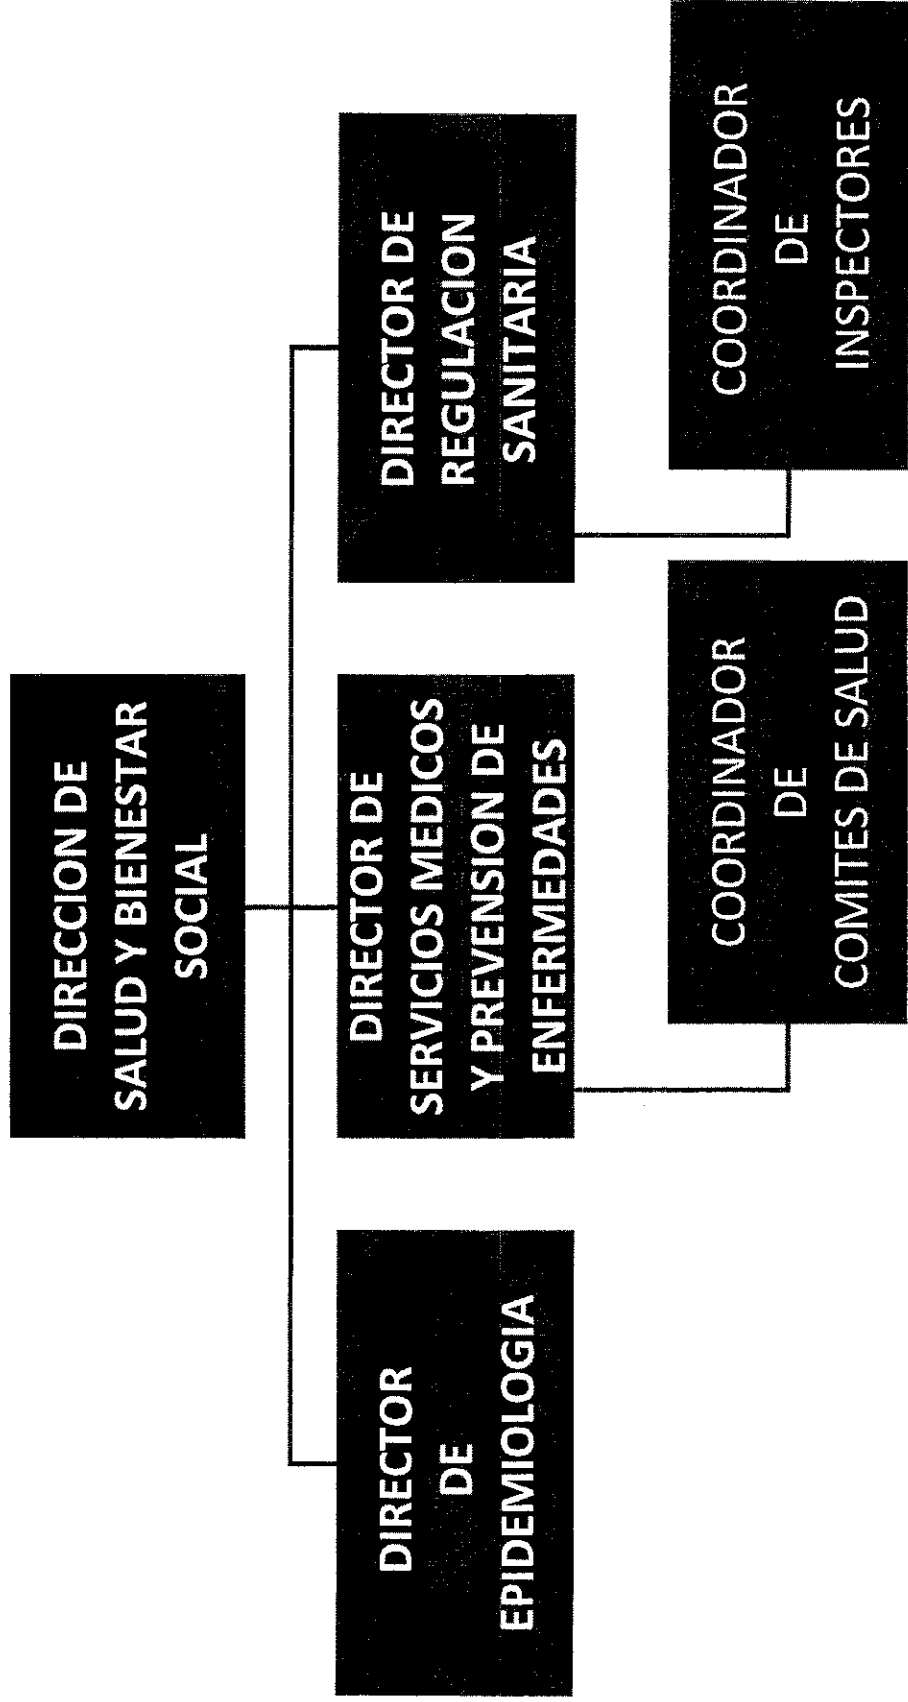 DIRECCION DE
SALUD Y BIENESTAR
SOCIAL
DIRECTOR
DE
EPIDEMIOLOGIA
DIRECTOR DE
SERVICIOS MEDICOS
Y PREVENSION DE
ENFERMEDADES
DIRECTOR DE
REGULACION
SANITARIA
COORDINADOR
DE
COMITES DE SALUD
COORDINADOR
DE
INSPECTORES